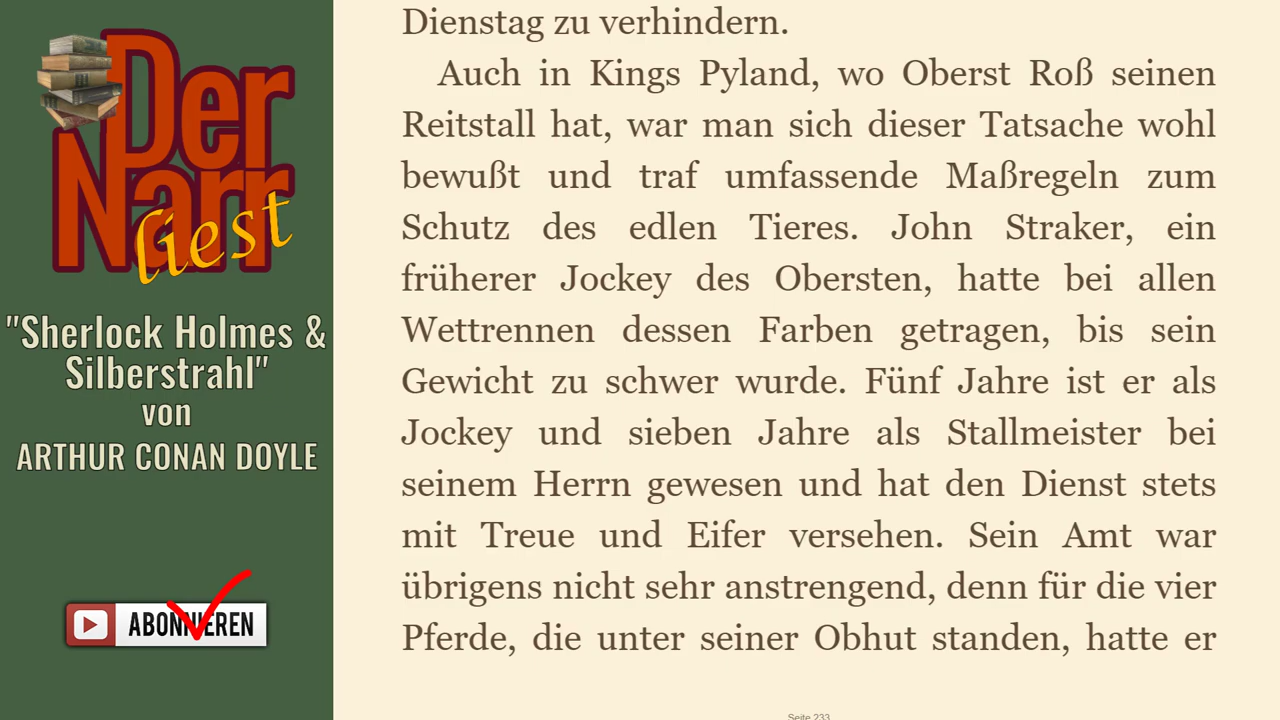 Der
Narr
liest
"Sherlock Holmes &
Silberstrahl"
von
ARTHUR CONAN DOYLE
ABONNIEREN
Dienstag zu verhindern.
Auch in Kings Pyland, wo Oberst Roß seinen
Reitstall hat, war man sich dieser Tatsache wohl
bewußt und traf umfassende Maßregeln zum
Schutz des edlen Tieres. John Straker, ein
früherer Jockey des Obersten, hatte bei allen
Wettrennen dessen Farben getragen, bis sein
Gewicht zu schwer wurde. Fünf Jahre ist er als
Jockey und sieben Jahre als Stallmeister bei
seinem Herrn gewesen und hat den Dienst stets
mit Treue und Eifer versehen. Sein Amt war
übrigens nicht sehr anstrengend, denn für die vier
Pferde, die unter seiner Obhut standen, hatte er
Seite 233